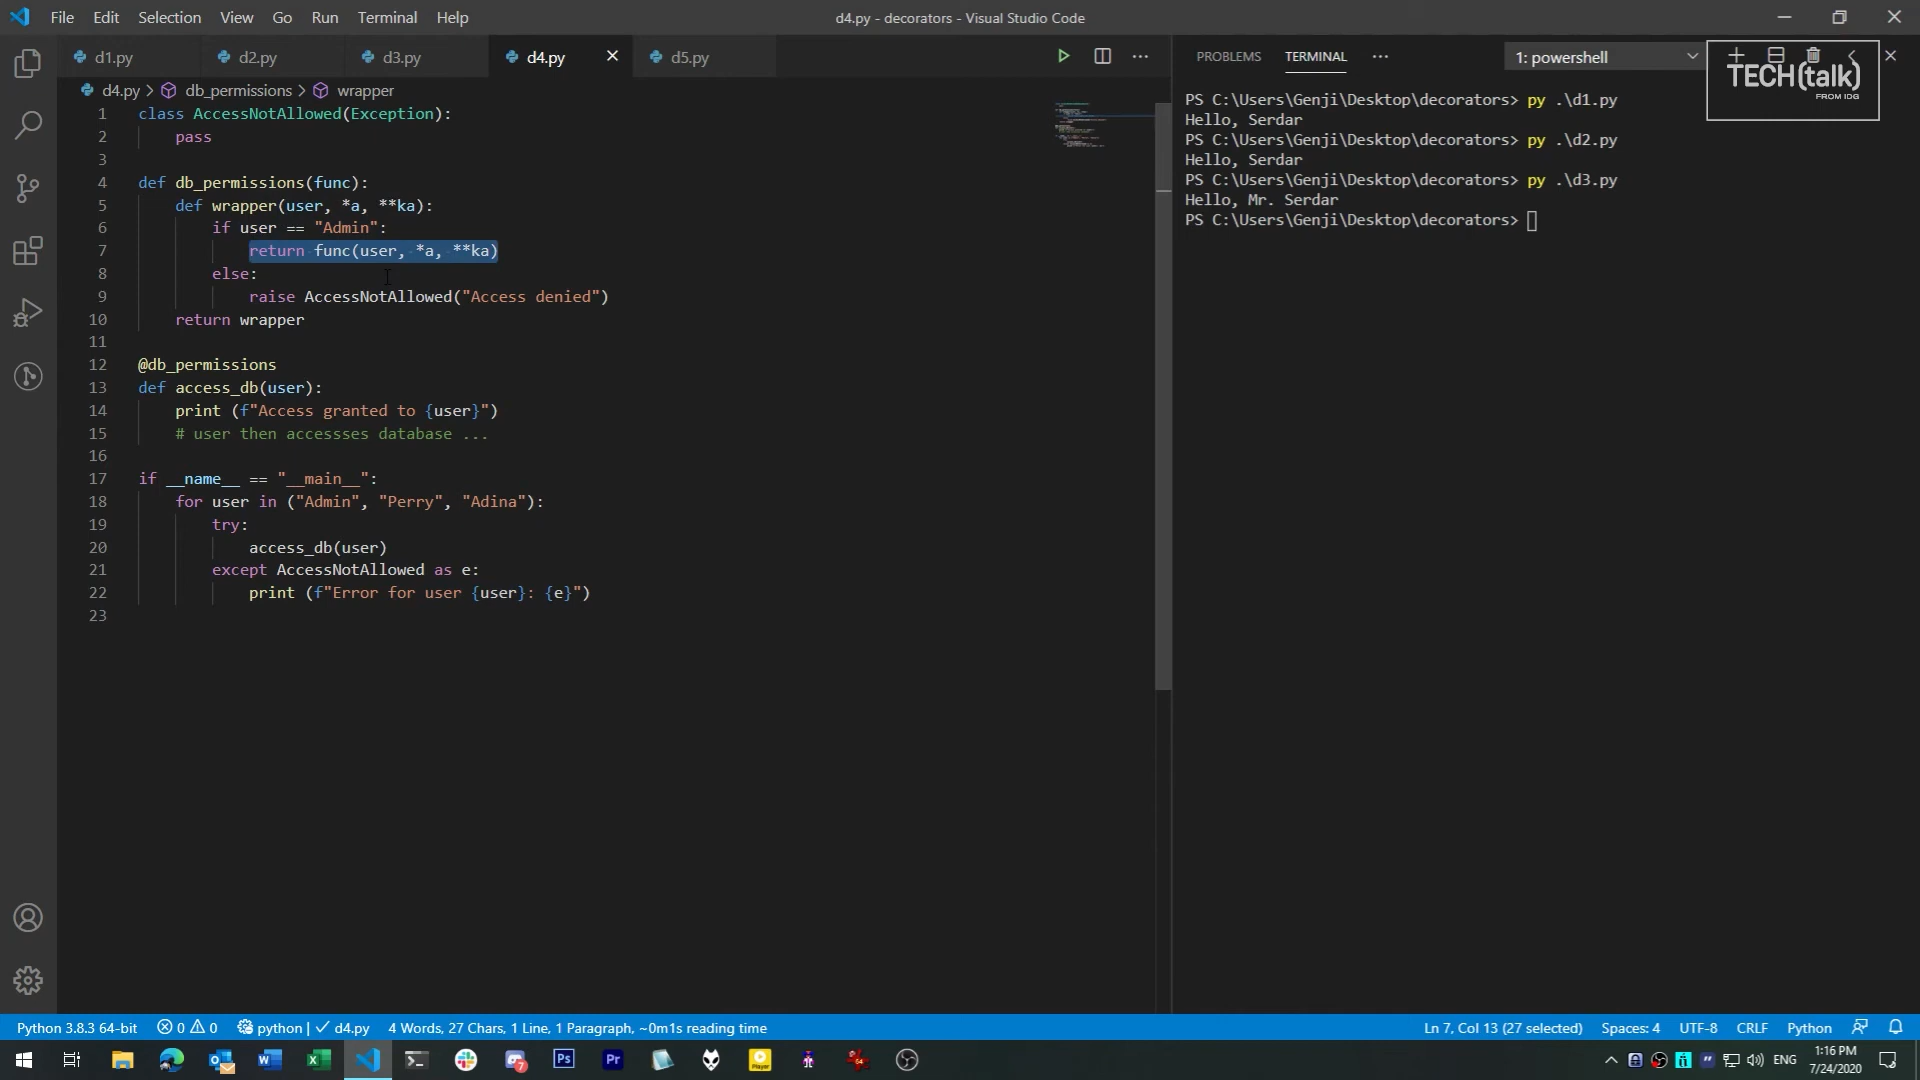 File Edit Selection View Go Run Terminal Help
d4.py - decorators - Visual Studio Code
d1.py d2.py d3.py d4.py d5.py
d4.py > db_permissions > wrapper
1 class AccessNotAllowed(Exception):
2 pass
3
4 def db_permissions(func):
5 def wrapper(user, *a, **ka):
6 if user == "Admin":
7 return func(user, *a, **ka)
8 else:
9 raise AccessNotAllowed("Access denied")
10 return wrapper
11
12 @db_permissions
13 def access_db(user):
14 print (f"Access granted to {user}")
15 # user then accessses database ...
16
17 if __name__ == "__main__":
18 for user in ("Admin", "Perry", "Adina"):
19 try:
20 access_db(user)
21 except AccessNotAllowed as e:
22 print (f"Error for user {user}: {e}")
23
PROBLEMS TERMINAL ... 1: powershell
TECH(talk)
FROM IDG
PS C:\Users\Genji\Desktop\decorators> py .\d1.py
Hello, Serdar
PS C:\Users\Genji\Desktop\decorators> py .\d2.py
Hello, Serdar
PS C:\Users\Genji\Desktop\decorators> py .\d3.py
Hello, Mr. Serdar
PS C:\Users\Genji\Desktop\decorators>
Python 3.8.3 64-bit 0 0 python | ✓ d4.py 4 Words, 27 Chars, 1 Line, 1 Paragraph, ~0m1s reading time
Ln 7, Col 13 (27 selected) Spaces: 4 UTF-8 CRLF Python
7 Ps Pr Player 64 ENG
1:16 PM
7/24/2020